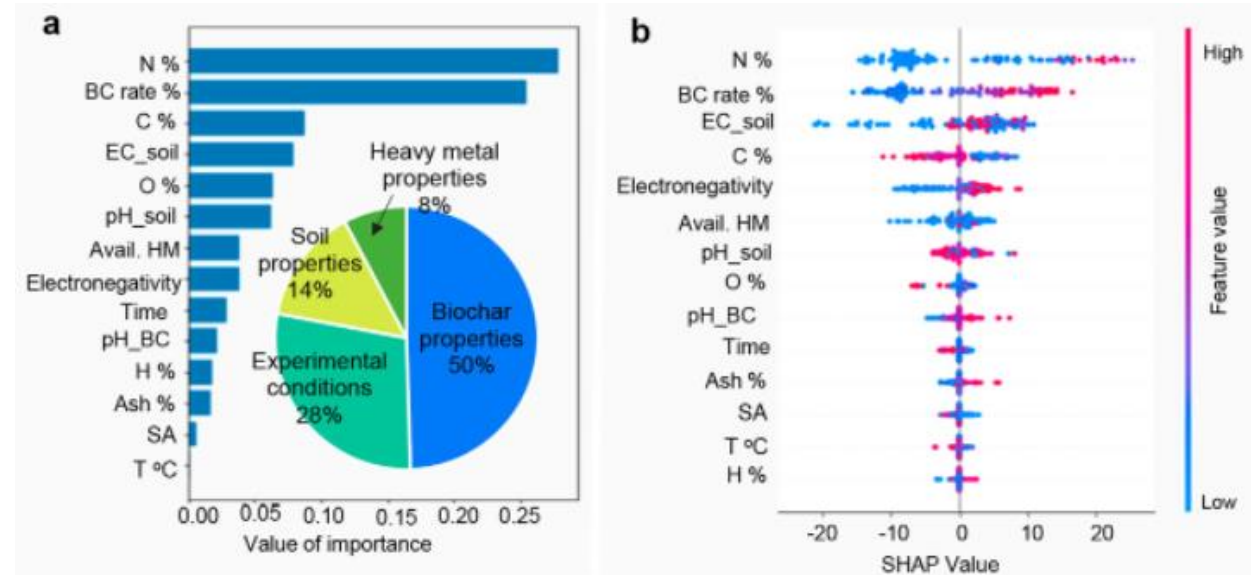 a
N %
BC rate %
C %
EC_soil
O %
pH_soil
Avail. HM
Electronegativity
Time
pH_BC
H %
Ash %
SA
T ºC
Heavy metal
properties
8%
Soil
properties
14%
Biochar
properties
50%
Experimental
conditions
28%
0.00 0.05 0.10 0.15 0.20 0.25
Value of importance
b
N %
BC rate %
EC_soil
C %
Electronegativity
Avail. HM
pH_soil
O %
pH_BC
Time
Ash %
SA
T ºC
H %
-20 -10 0 10 20
SHAP Value
High
Feature value
Low